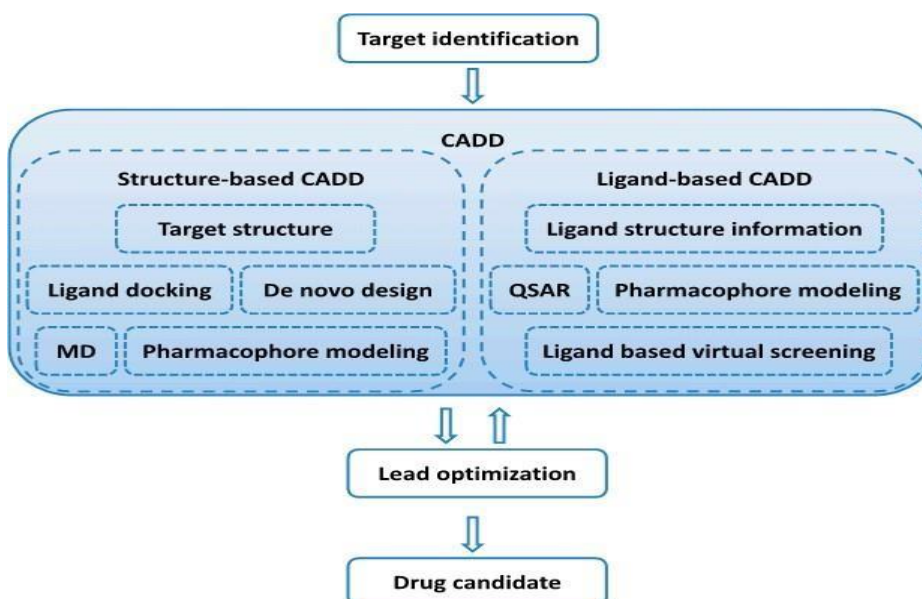 Target identification
CADD
Structure-based CADD
Target structure
Ligand docking
De novo design
MD
Pharmacophore modeling
Ligand-based CADD
Ligand structure information
QSAR
Pharmacophore modeling
Ligand based virtual screening
Lead optimization
Drug candidate